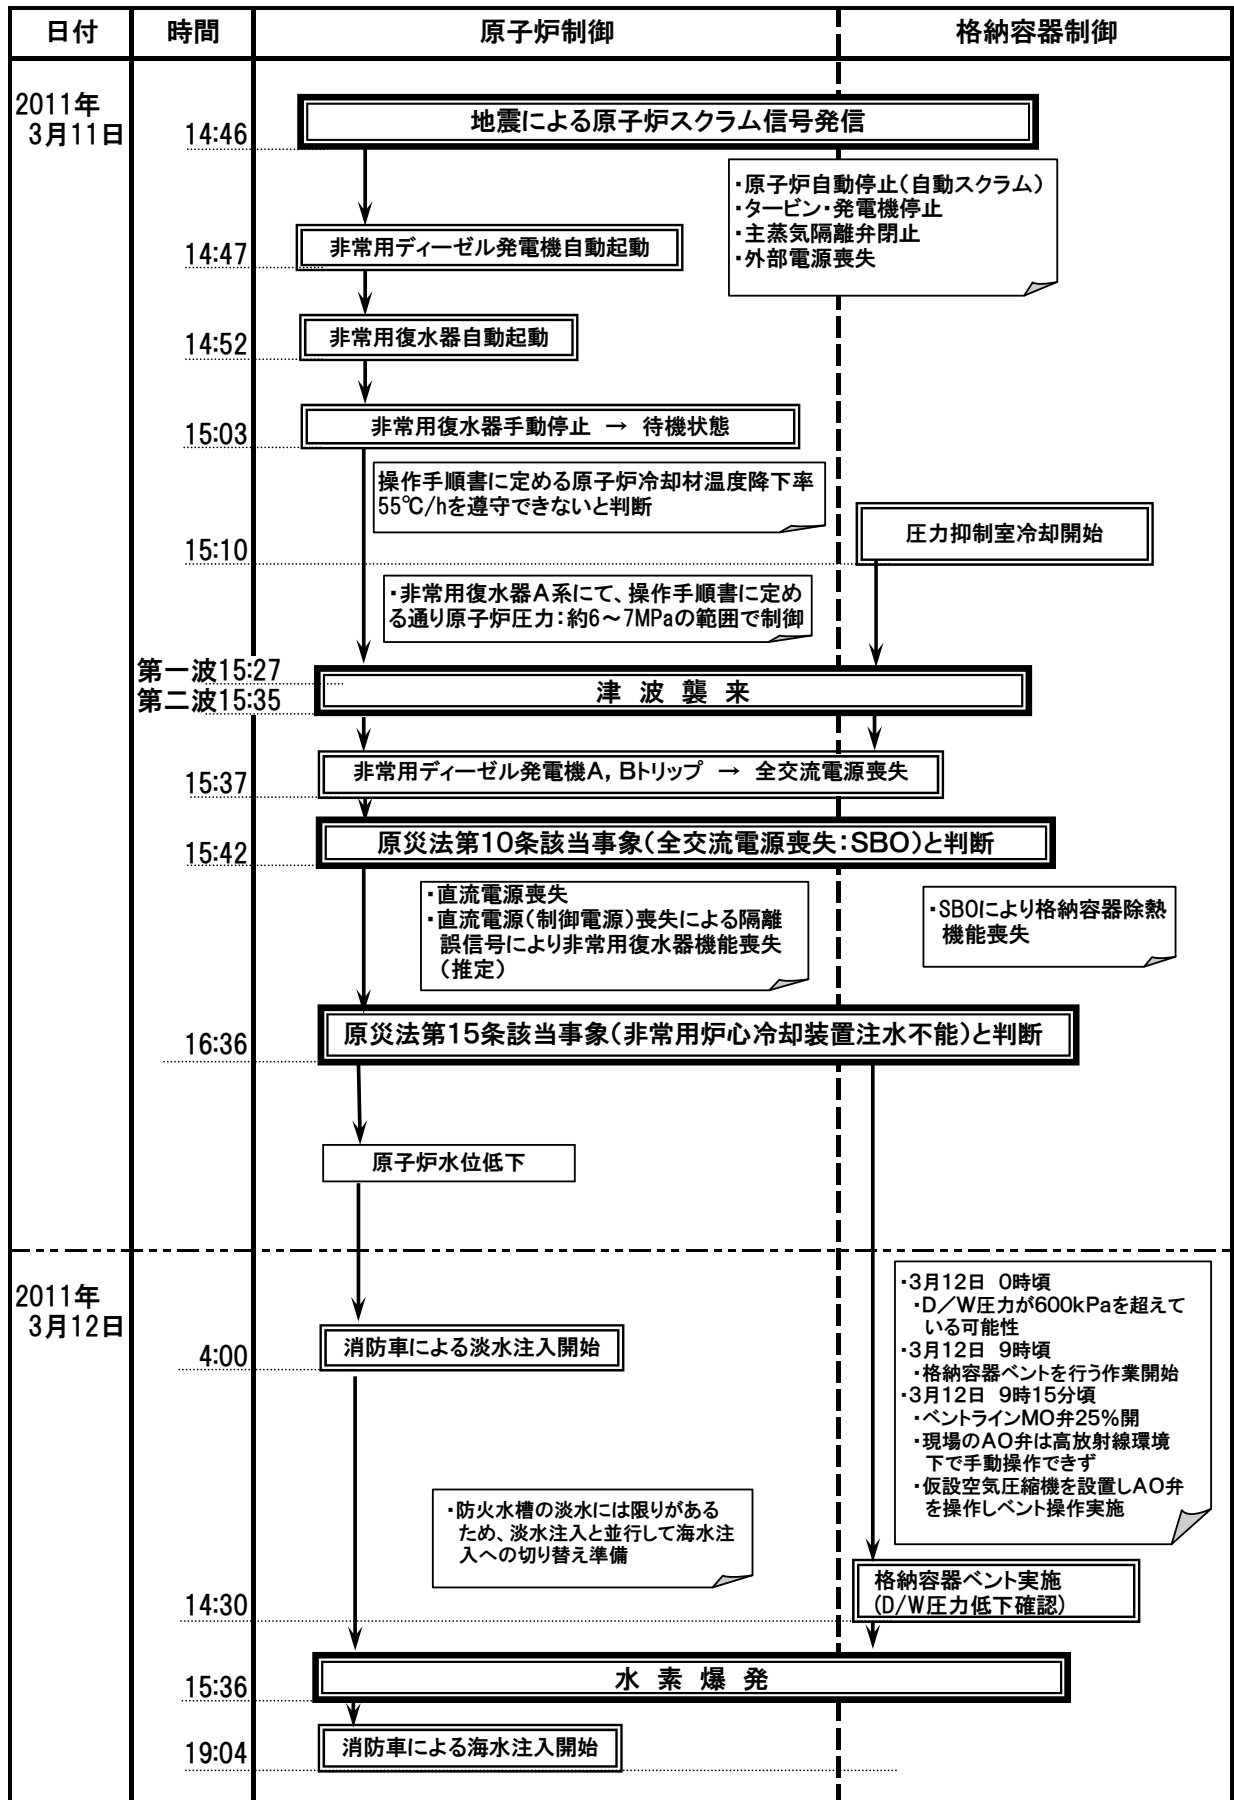 日付
時間
原子炉制御
格納容器制御
2011年
3月11日
14:46
地震による原子炉スクラム信号発信
・原子炉自動停止(自動スクラム)
・タービン・発電機停止
・主蒸気隔離弁閉止
・外部電源喪失
14:47
非常用ディーゼル発電機自動起動
14:52
非常用復水器自動起動
15:03
非常用復水器手動停止 → 待機状態
操作手順書に定める原子炉冷却材温度降下率
55℃/hを遵守できないと判断
15:10
圧力抑制室冷却開始
・非常用復水器A系にて、操作手順書に定め
る通り原子炉圧力:約6~7MPaの範囲で制御
第一波15:27
第二波15:35
津 波 襲 来
15:37
非常用ディーゼル発電機A,Bトリップ → 全交流電源喪失
15:42
原災法第10条該当事象(全交流電源喪失:SBO)と判断
・直流電源喪失
・直流電源(制御電源)喪失による隔離
誤信号により非常用復水器機能喪失
(推定)
・SBOにより格納容器除熱
機能喪失
16:36
原災法第15条該当事象(非常用炉心冷却装置注水不能)と判断
原子炉水位低下
2011年
3月12日
・3月12日 0時頃
・D/W圧力が600kPaを超えて
いる可能性
・3月12日 9時頃
・格納容器ベントを行う作業開始
・3月12日 9時15分頃
・ベントラインMO弁25%開
・現場のAO弁は高放射線環境
下で手動操作できず
・仮設空気圧縮機を設置しAO弁
を操作しベント操作実施
4:00
消防車による淡水注入開始
・防火水槽の淡水には限りがある
ため、淡水注入と並行して海水注
入への切り替え準備
14:30
格納容器ベント実施
(D/W圧力低下確認)
15:36
水 素 爆 発
19:04
消防車による海水注入開始